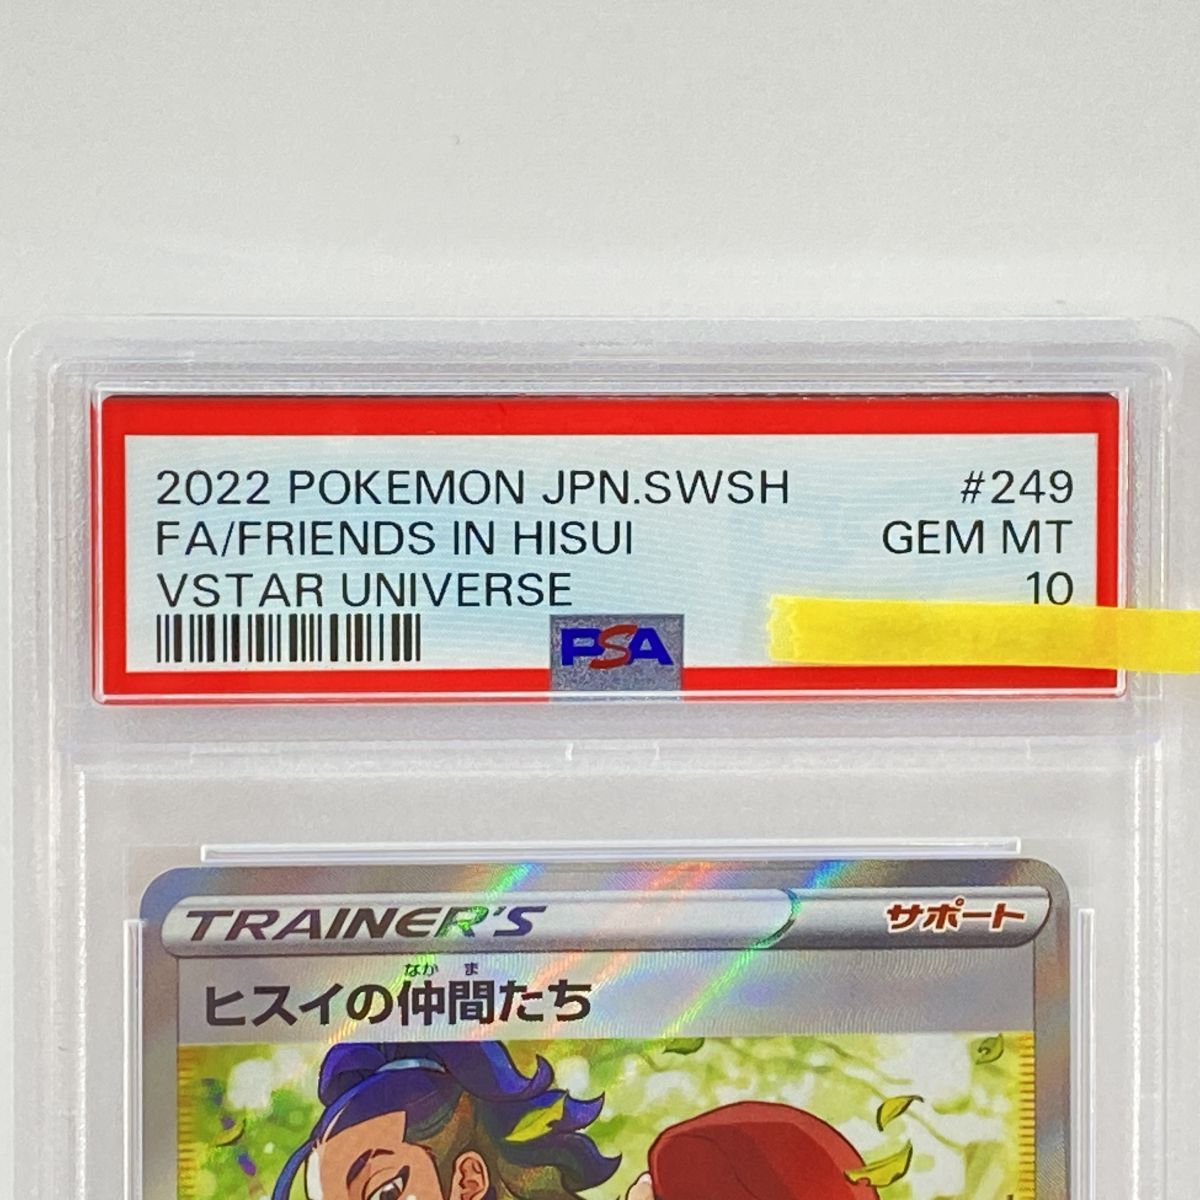 2022 POKEMON JPN.SWSH #249
FA/FRIENDS IN HISUI GEM MT
VSTAR UNIVERSE 10
PSA
TRAINER'S サポート
なかま
ヒスイの仲間たち